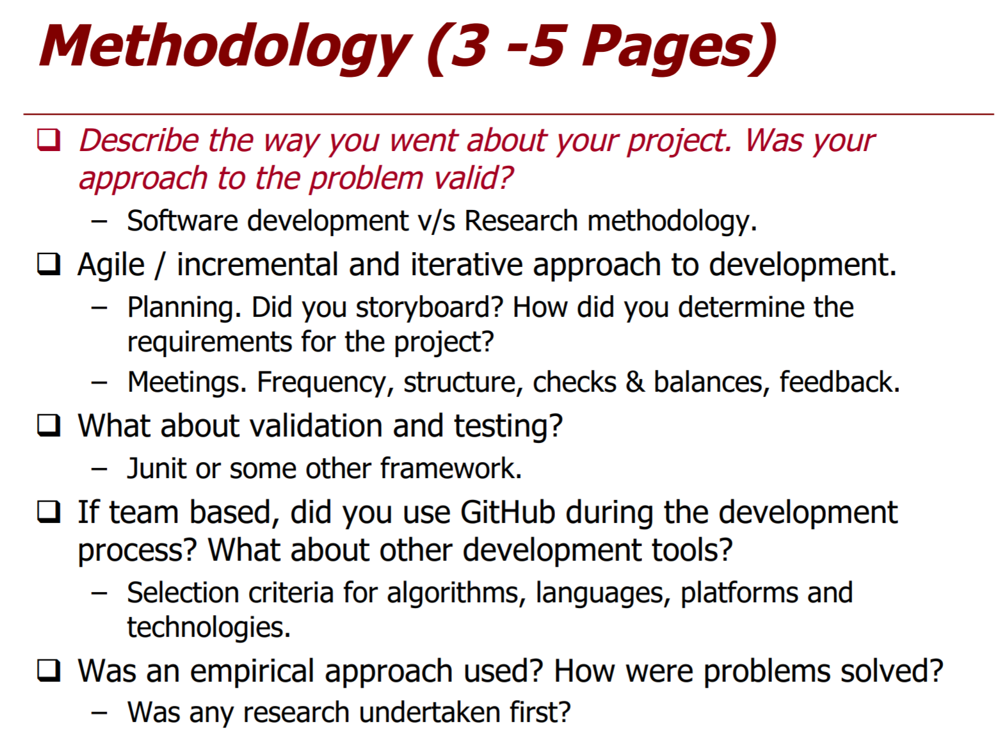 Methodology (3 -5 Pages)
❑ Describe the way you went about your project. Was your
approach to the problem valid?
– Software development v/s Research methodology.
❑ Agile / incremental and iterative approach to development.
– Planning. Did you storyboard? How did you determine the
requirements for the project?
– Meetings. Frequency, structure, checks & balances, feedback.
❑ What about validation and testing?
– Junit or some other framework.
❑ If team based, did you use GitHub during the development
process? What about other development tools?
– Selection criteria for algorithms, languages, platforms and
technologies.
❑ Was an empirical approach used? How were problems solved?
– Was any research undertaken first?